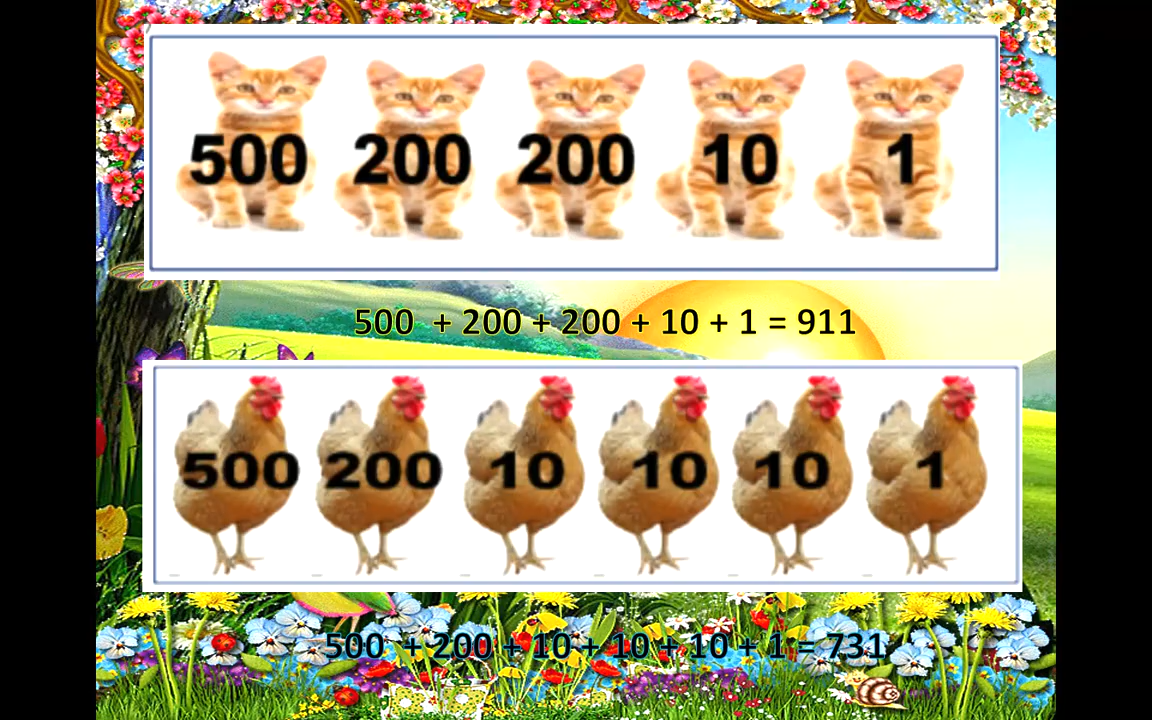 500 200 200 10 1
500 + 200 + 200 + 10 + 1 = 911
500 200 10 10 10 1
500 + 200 + 10 + 10 + 10 + 1 = 731